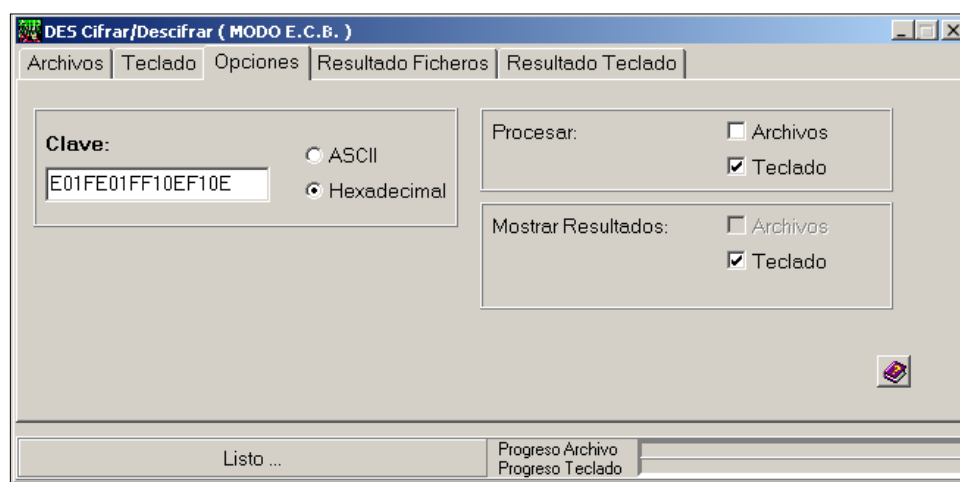 DES Cifrar/Descifrar ( MODO E.C.B. )
Archivos Teclado Opciones Resultado Ficheros Resultado Teclado
Clave:
E01FE01FF10EF10E
ASCII
Hexadecimal
Procesar:
Archivos
Teclado
Mostrar Resultados:
Archivos
Teclado
Listo ...
Progreso Archivo
Progreso Teclado